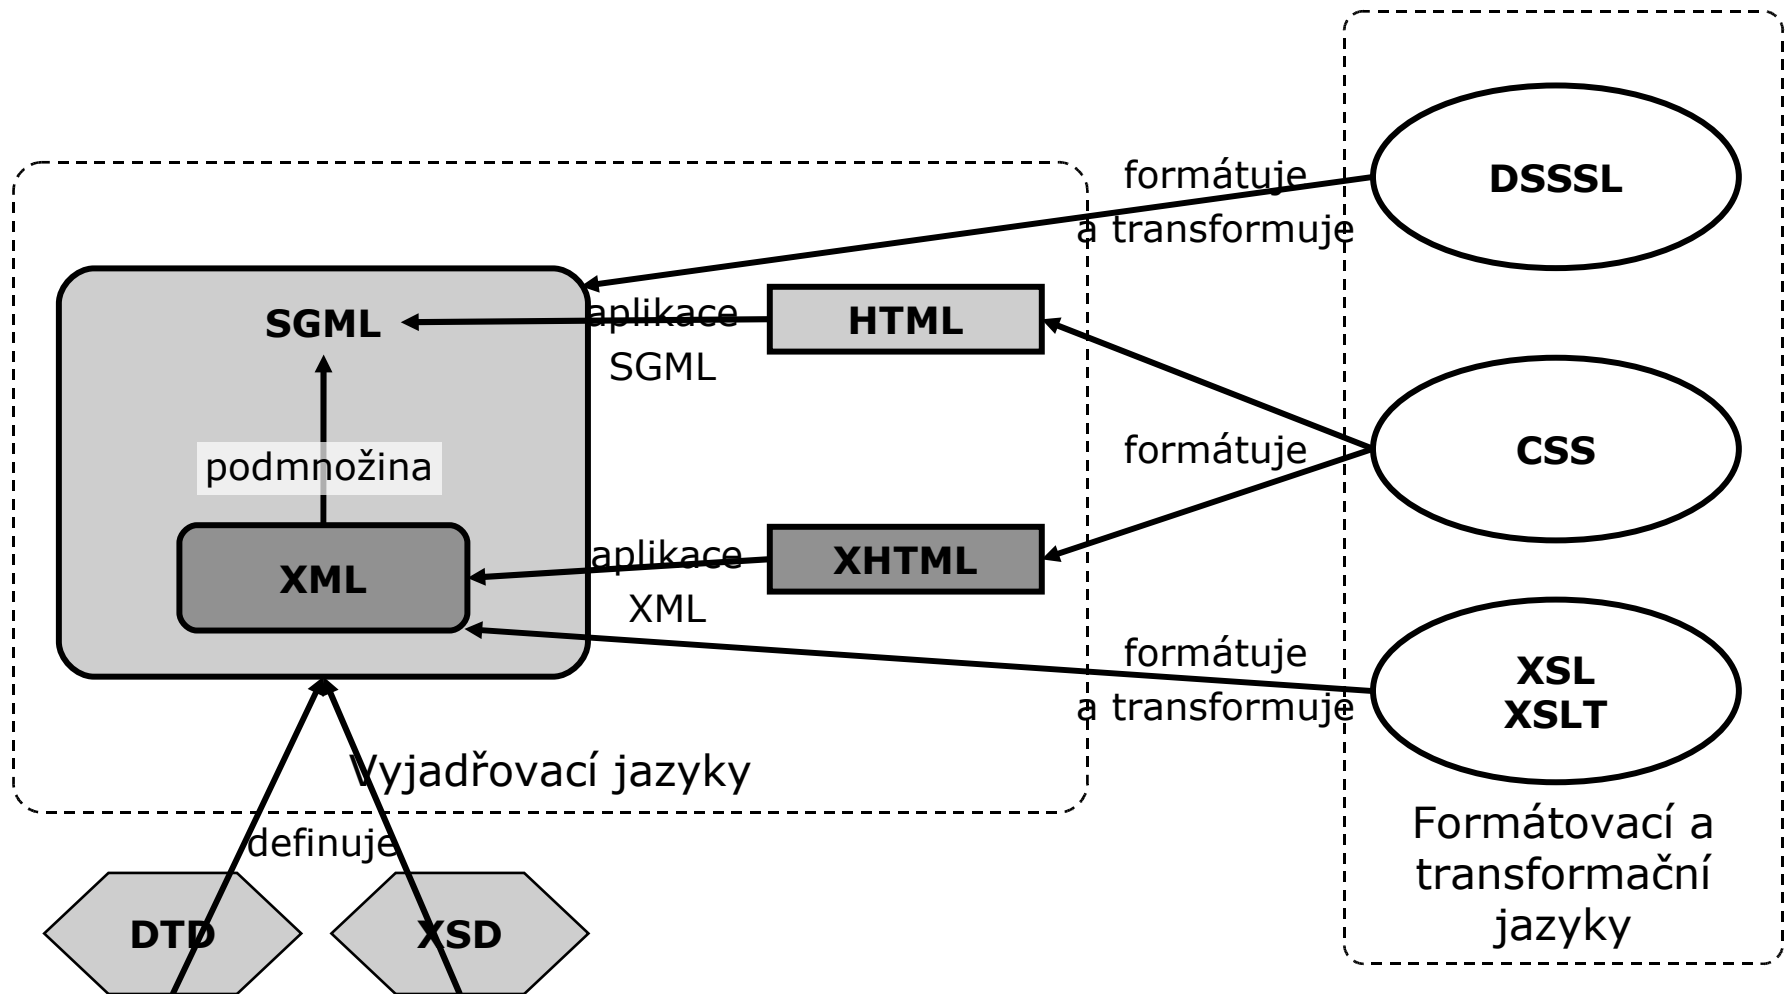 formátuje
a transformuje
DSSSL
SGML
aplikace
SGML
HTML
podmnožina
formátuje
CSS
XML
aplikace
XML
XHTML
formátuje
a transformuje
XSL
XSLT
Vyjadřovací jazyky
definuje
DTD
XSD
Formátovací a
transformační
jazyky